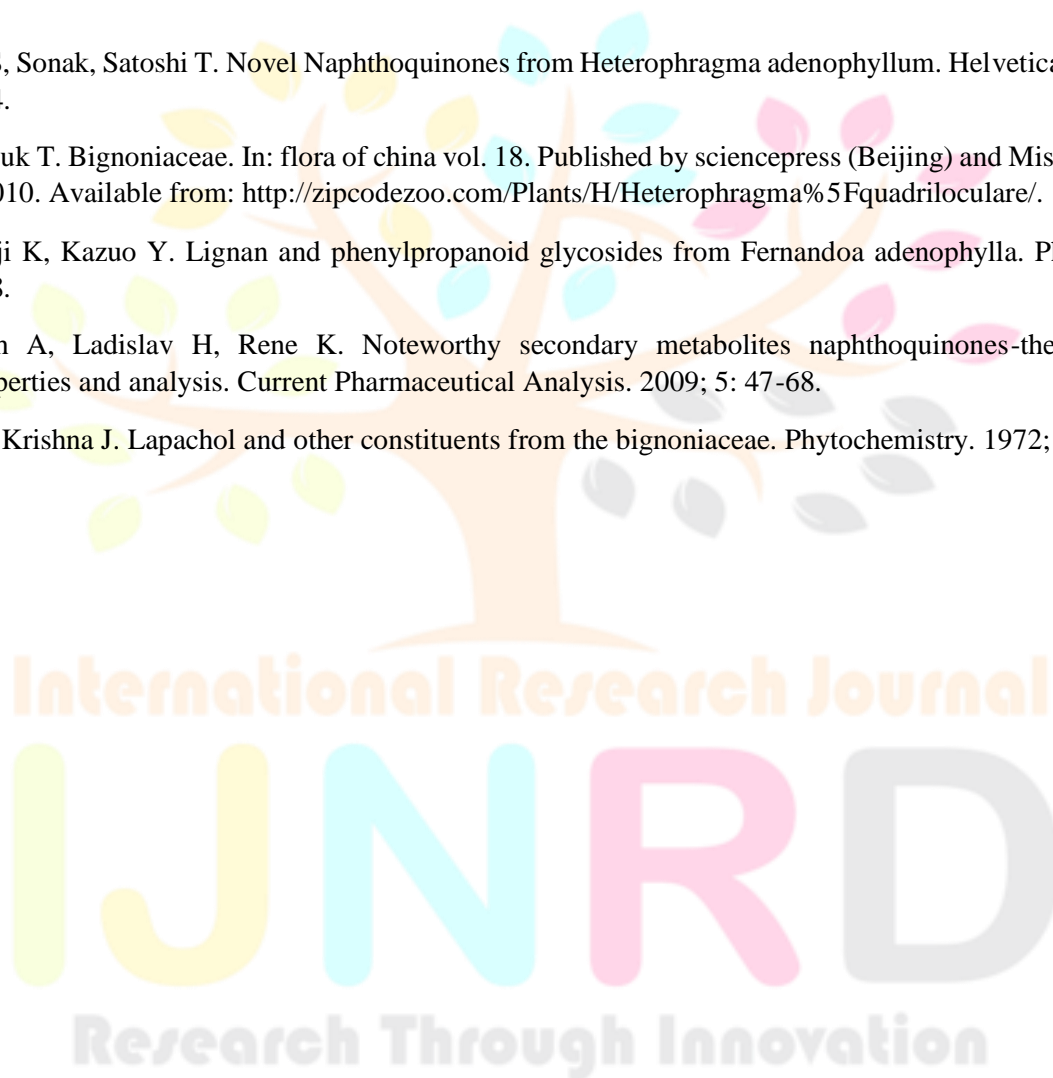 , Sonak, Satoshi T. Novel Naphthoquinones from Heterophragma adenophyllum. Helvetica
4.
uk T. Bignoniaceae. In: flora of china vol. 18. Published by sciencepress (Beijing) and Mis
010. Available from: http://zipcodezoo.com/Plants/H/Heterophragma%5Fquadriloculare/.
ji K, Kazuo Y. Lignan and phenylpropanoid glycosides from Fernandoa adenophylla.
A, Ladislav H, Rene K. Noteworthy secondary metabolites naphthoquinones-the
perties and analysis. Current Pharmaceutical Analysis. 2009; 5: 47-68.
Krishna J. Lapachol and other constituents from the bignoniaceae. Phytochemistry. 1972;
International Research Journal
IJNRD
Research Through Innovation